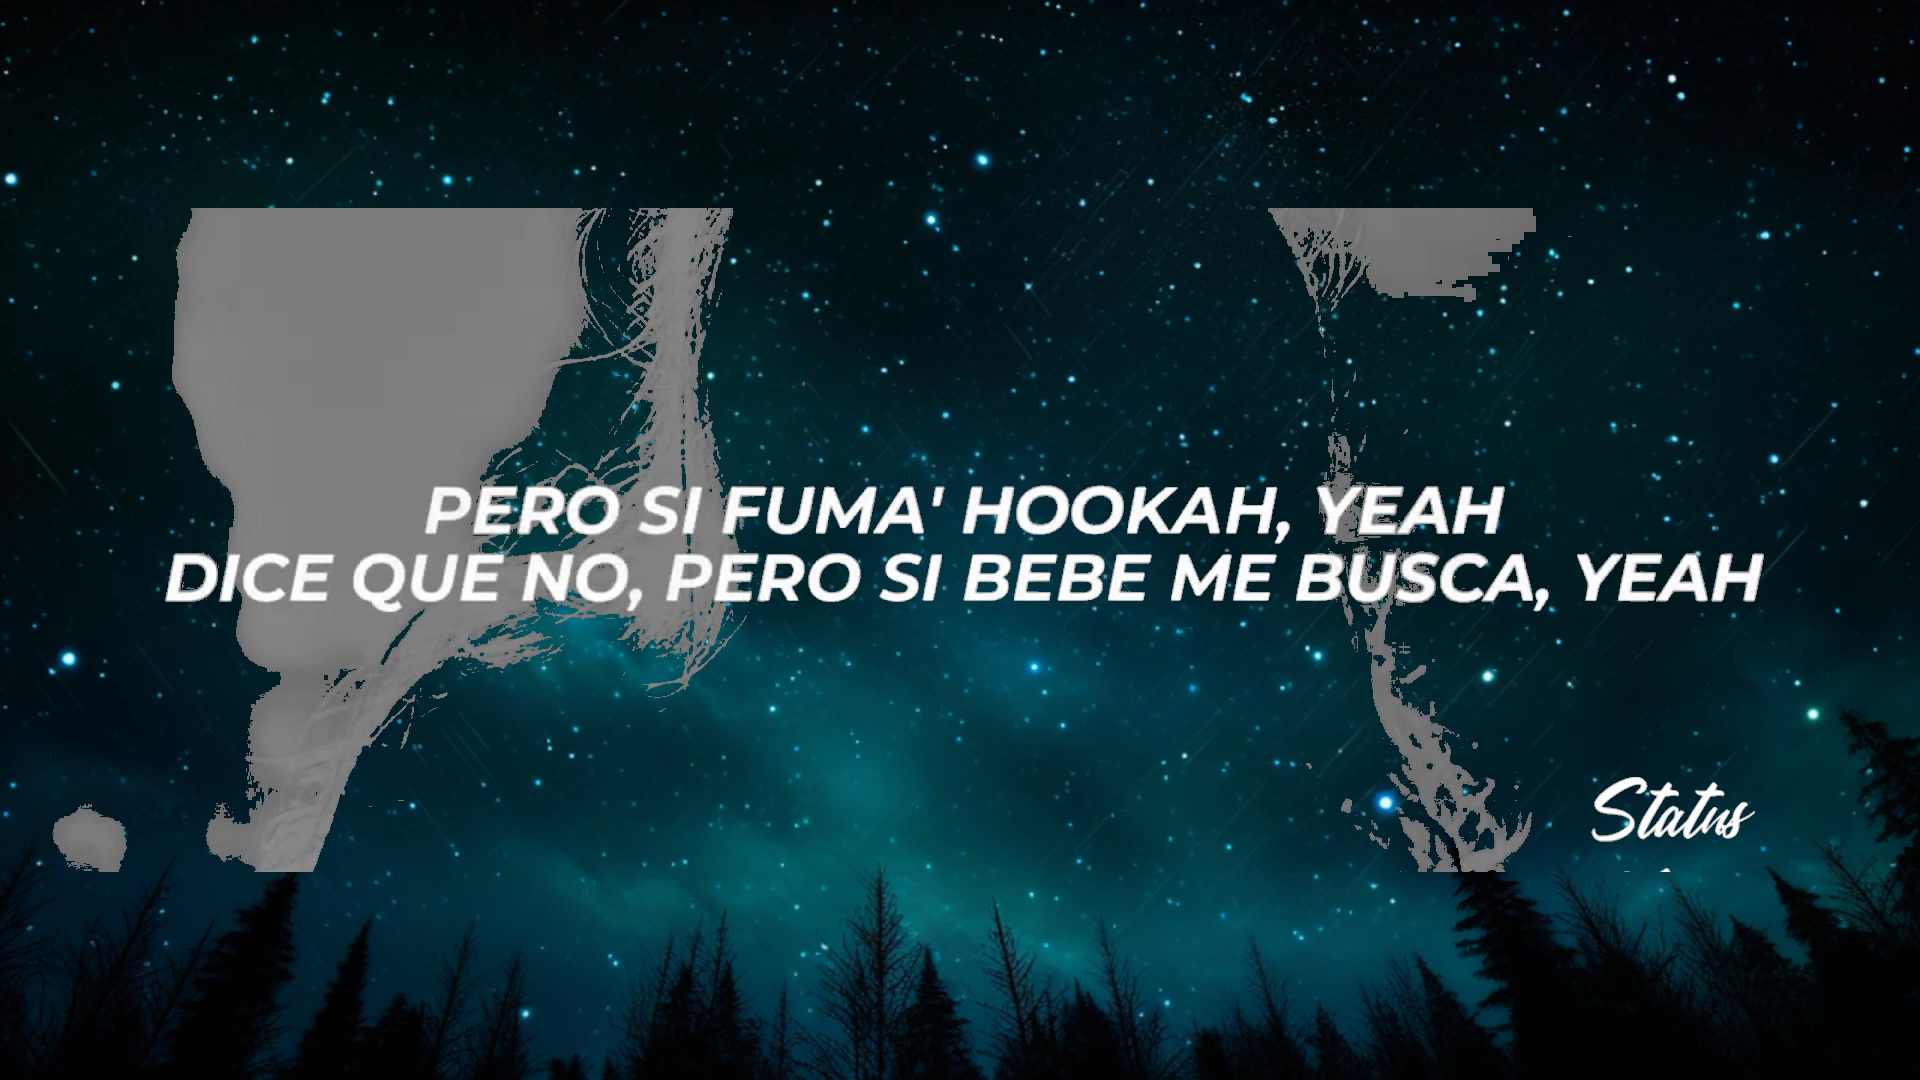 PERO SI FUMA' HOOKAH, YEAH
DICE QUE NO, PERO SI BEBE ME BUSCA, YEAH
Status